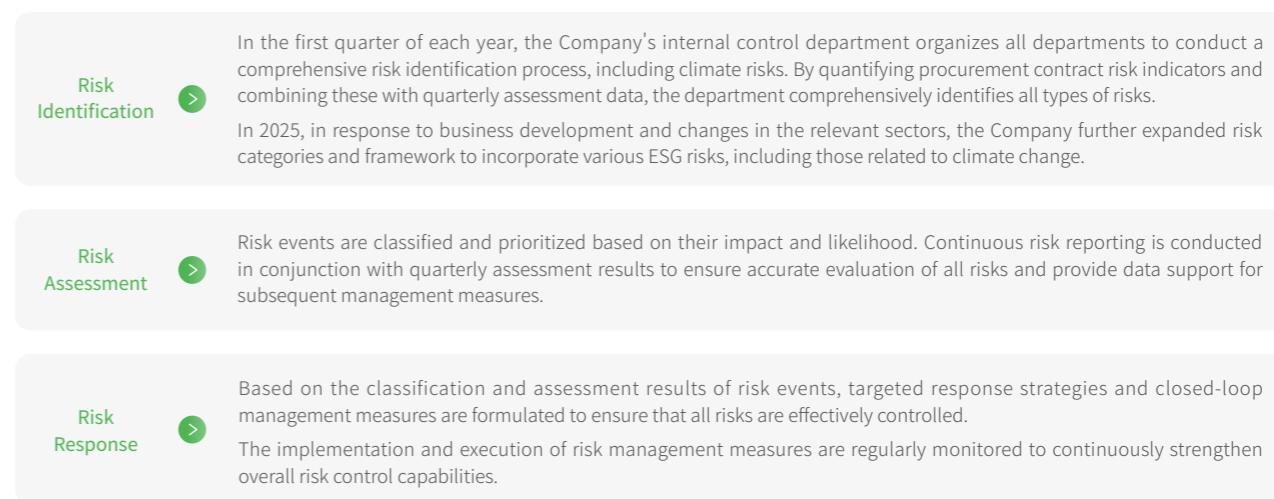 Risk
Identification
In the first quarter of each year, the Company's internal control department organizes all departments to conduct a
comprehensive risk identification process, including climate risks. By quantifying procurement contract risk indicators and
combining these with quarterly assessment data, the department comprehensively identifies all types of risks.
In 2025, in response to business development and changes in the relevant sectors, the Company further expanded risk
categories and framework to incorporate various ESG risks, including those related to climate change.
Risk
Assessment
Risk events are classified and prioritized based on their impact and likelihood. Continuous risk reporting is conducted
in conjunction with quarterly assessment results to ensure accurate evaluation of all risks and provide data support for
subsequent management measures.
Risk
Response
Based on the classification and assessment results of risk events, targeted response strategies and closed-loop
management measures are formulated to ensure that all risks are effectively controlled.
The implementation and execution of risk management measures are regularly monitored to continuously strengthen
overall risk control capabilities.